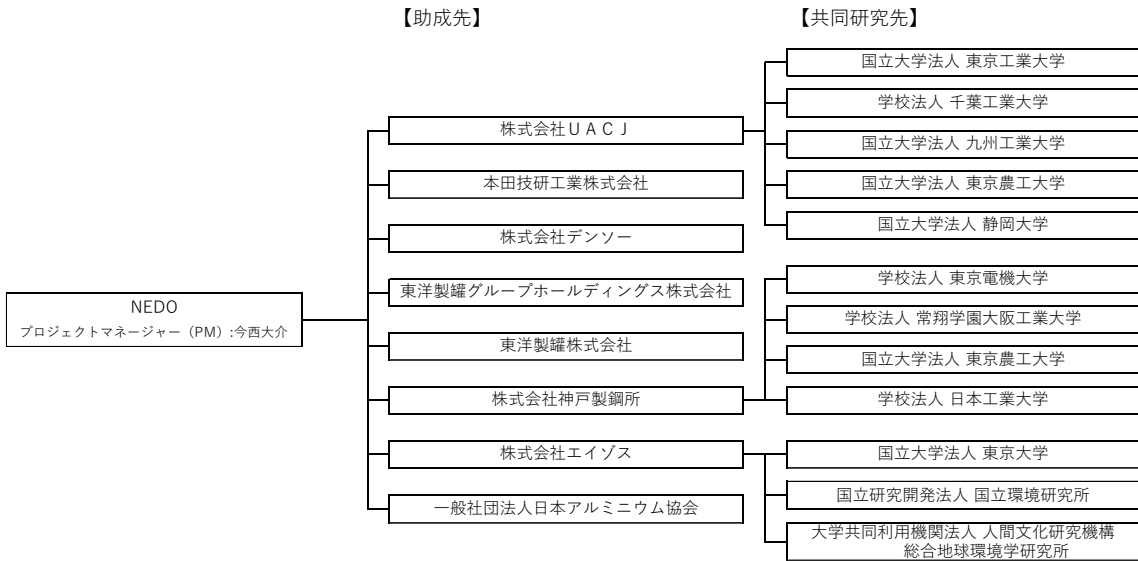 【助成先】
【共同研究先】
NEDO
プロジェクトマネージャー（PM）:今西大介
株式会社ＵＡＣＪ
本田技研工業株式会社
株式会社デンソー
東洋製罐グループホールディングス株式会社
東洋製罐株式会社
株式会社神戸製鋼所
株式会社エイゾス
一般社団法人日本アルミニウム協会
国立大学法人 東京工業大学
学校法人 千葉工業大学
国立大学法人 九州工業大学
国立大学法人 東京農工大学
国立大学法人 静岡大学
学校法人 東京電機大学
学校法人 常翔学園大阪工業大学
国立大学法人 東京農工大学
学校法人 日本工業大学
国立大学法人 東京大学
国立研究開発法人 国立環境研究所
大学共同利用機関法人 人間文化研究機構
総合地球環境学研究所